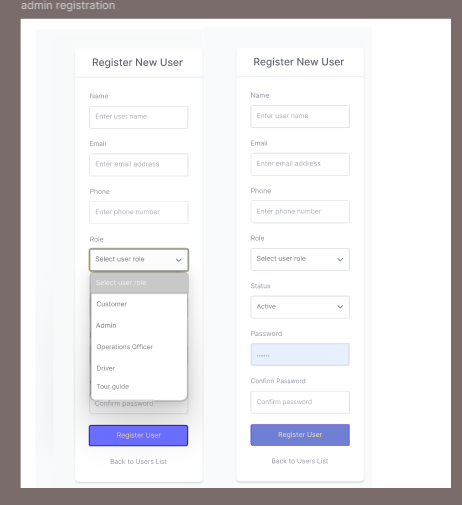 admin registration
Register New User
Name
Enter user name
Email
Enter email address
Phone
Enter phone number
Role
Select user role
Select user role
Customer
Admin
Operations Officer
Driver
Tour guide
Confirm password
Register User
Back to Users List
Register New User
Name
Enter user name
Email
Enter email address
Phone
Enter phone number
Role
Select user role
Status
Active
Password
.......
Confirm Password
Confirm password
Register User
Back to Users List